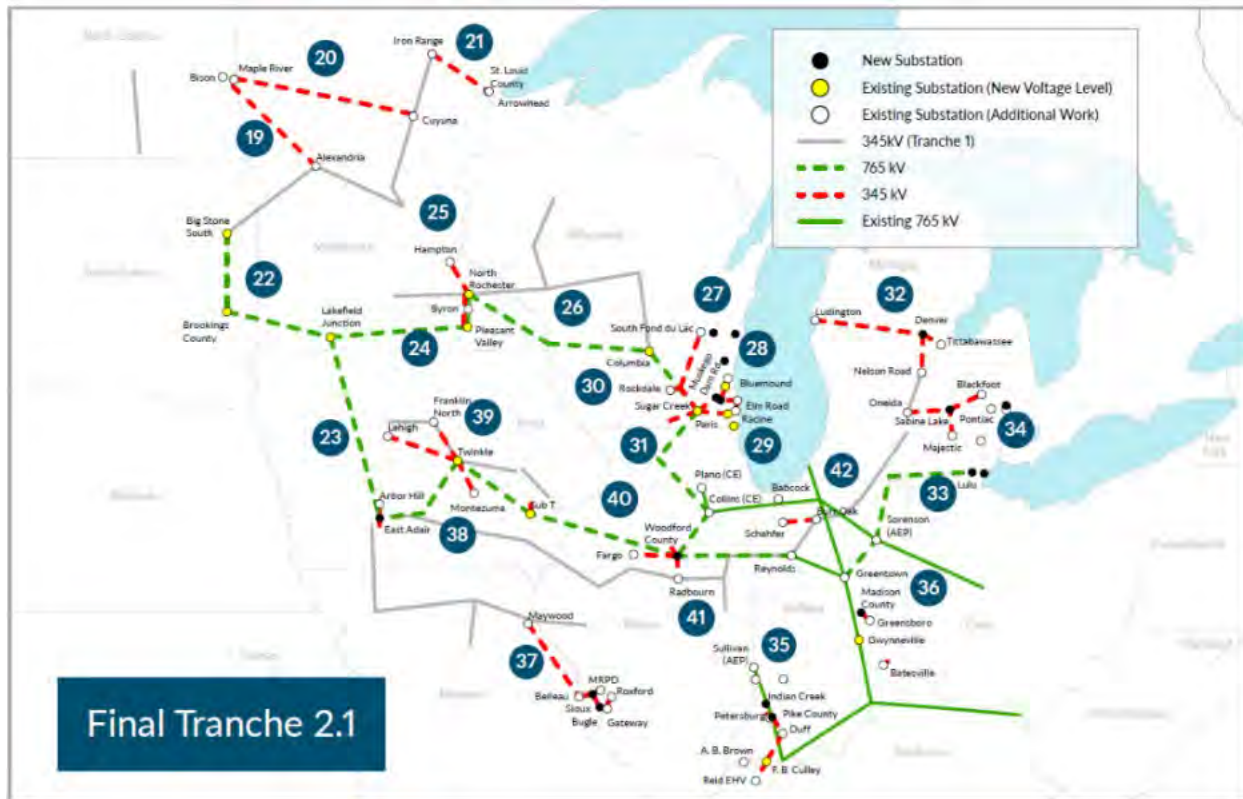 New Substation
Existing Substation (New Voltage Level)
Existing Substation (Additional Work)
345kV (Tranche 1)
765 kV
345 kV
Existing 765 kV
Iron Range
21
20
Bison
Maple River
St. Louis
County
Arrowhead
Cuyuna
19
Alexandria
25
Big Stone
South
Hampton
North
Rochester
22
26
27
32
Lakefield
Junction
Byron
South Fond du Lac
Ludington
Denver
Brookings
County
24
Pleasant
Valley
28
Tittabawassee
Columbia
Mukwonago
Dam Rd
Nelson Road
30
Rockdale
Bluemound
Blackfoot
Franklin
North
39
Sugar Creek
Elm Road
Racine
Oneida
Sabine Lake
Pontiac
34
Lehigh
Paris
Majestic
23
Twinkle
31
29
42
Plano (CE)
Babcock
33
Lulu
Arbor Hill
Montezuma
Sub T
40
Collins (CE)
Burr Oak
East Adair
38
Woodford
County
Schahfer
Sorenson
(AEP)
Fargo
Reynolds
Greentown
36
Radbourn
Madison
County
41
Greensboro
Maywood
Gwynneville
37
Sullivan
(AEP)
35
Batesville
MRPD
Belleau
Roxford
Indian Creek
Sioux
Bugle
Gateway
Petersburg
Pike County
Duff
A. B. Brown
F. B. Culley
Reid EHV
Final Tranche 2.1